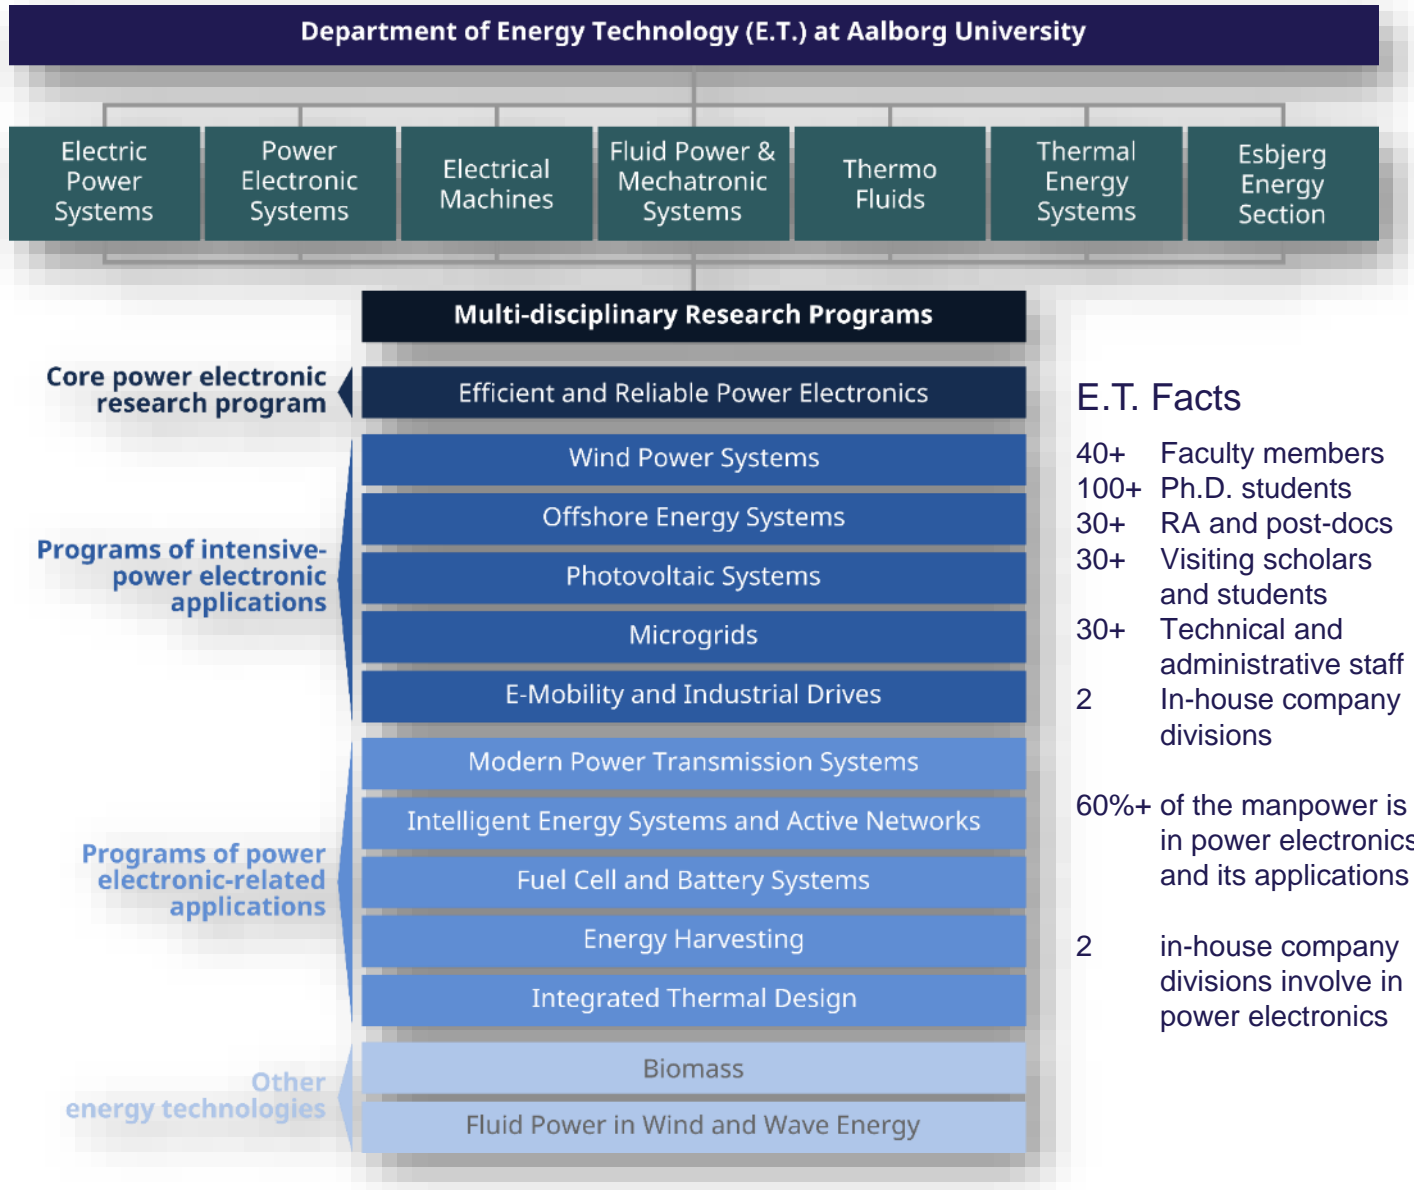 Department of Energy Technology (E.T.) at Aalborg University
Electric
Power
Systems
Power
Electronic
Systems
Electrical
Machines
Fluid Power &
Mechatronic
Systems
Thermo
Fluids
Thermal
Energy
Systems
Esbjerg
Energy
Section
Multi-disciplinary Research Programs
Core power electronic
research program
Efficient and Reliable Power Electronics
Programs of intensive-
power electronic
applications
Wind Power Systems
Offshore Energy Systems
Photovoltaic Systems
Microgrids
E-Mobility and Industrial Drives
Programs of power
electronic-related
applications
Modern Power Transmission Systems
Intelligent Energy Systems and Active Networks
Fuel Cell and Battery Systems
Energy Harvesting
Integrated Thermal Design
Other
energy technologies
Biomass
Fluid Power in Wind and Wave Energy
E.T. Facts
40+ Faculty members
100+ Ph.D. students
30+ RA and post-docs
30+ Visiting scholars
and students
30+ Technical and
administrative staff
2 In-house company
divisions
60%+ of the manpower is
in power electronics
and its applications
2 in-house company
divisions involve in
power electronics